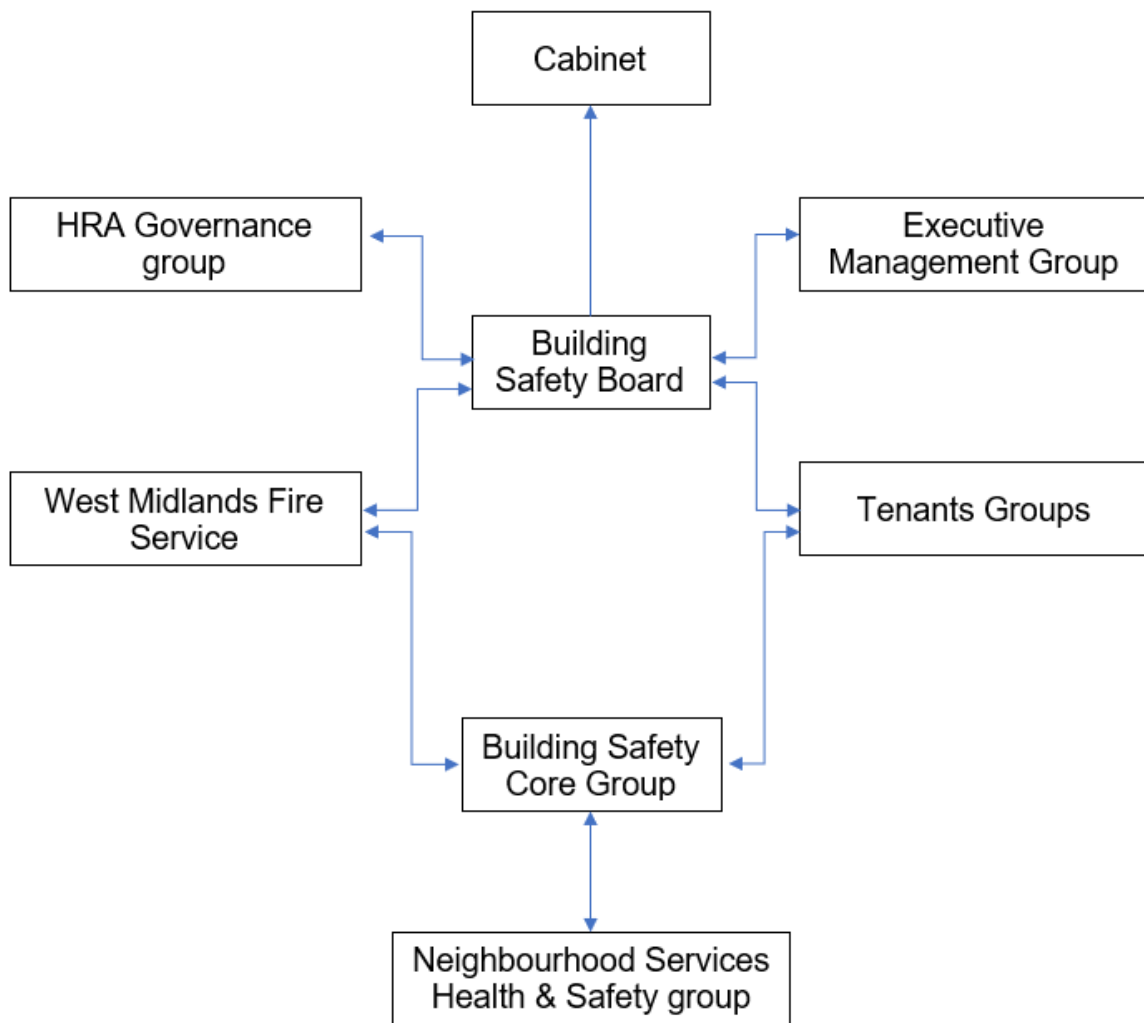 Cabinet
HRA Governance
group
Executive
Management Group
Building
Safety Board
West Midlands Fire
Service
Tenants Groups
Building Safety
Core Group
Neighbourhood Services
Health & Safety group